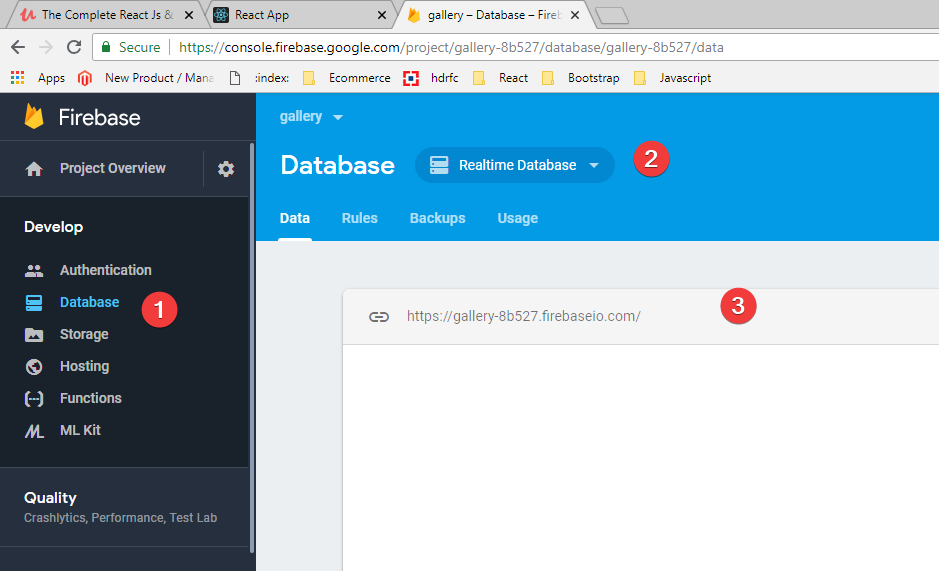 The Complete React Js &
React App
gallery – Database – Fireb
Secure
https://console.firebase.google.com/project/gallery-8b527/database/gallery-8b527/data
Apps
New Product / Mana
:index:
Ecommerce
hdrfc
React
Bootstrap
Javascript
Firebase
gallery
Project Overview
Database
Realtime Database
2
Develop
Data
Rules
Backups
Usage
Authentication
Database
1
Storage
Hosting
Functions
ML Kit
https://gallery-8b527.firebaseio.com/
3
Quality
Crashlytics, Performance, Test Lab